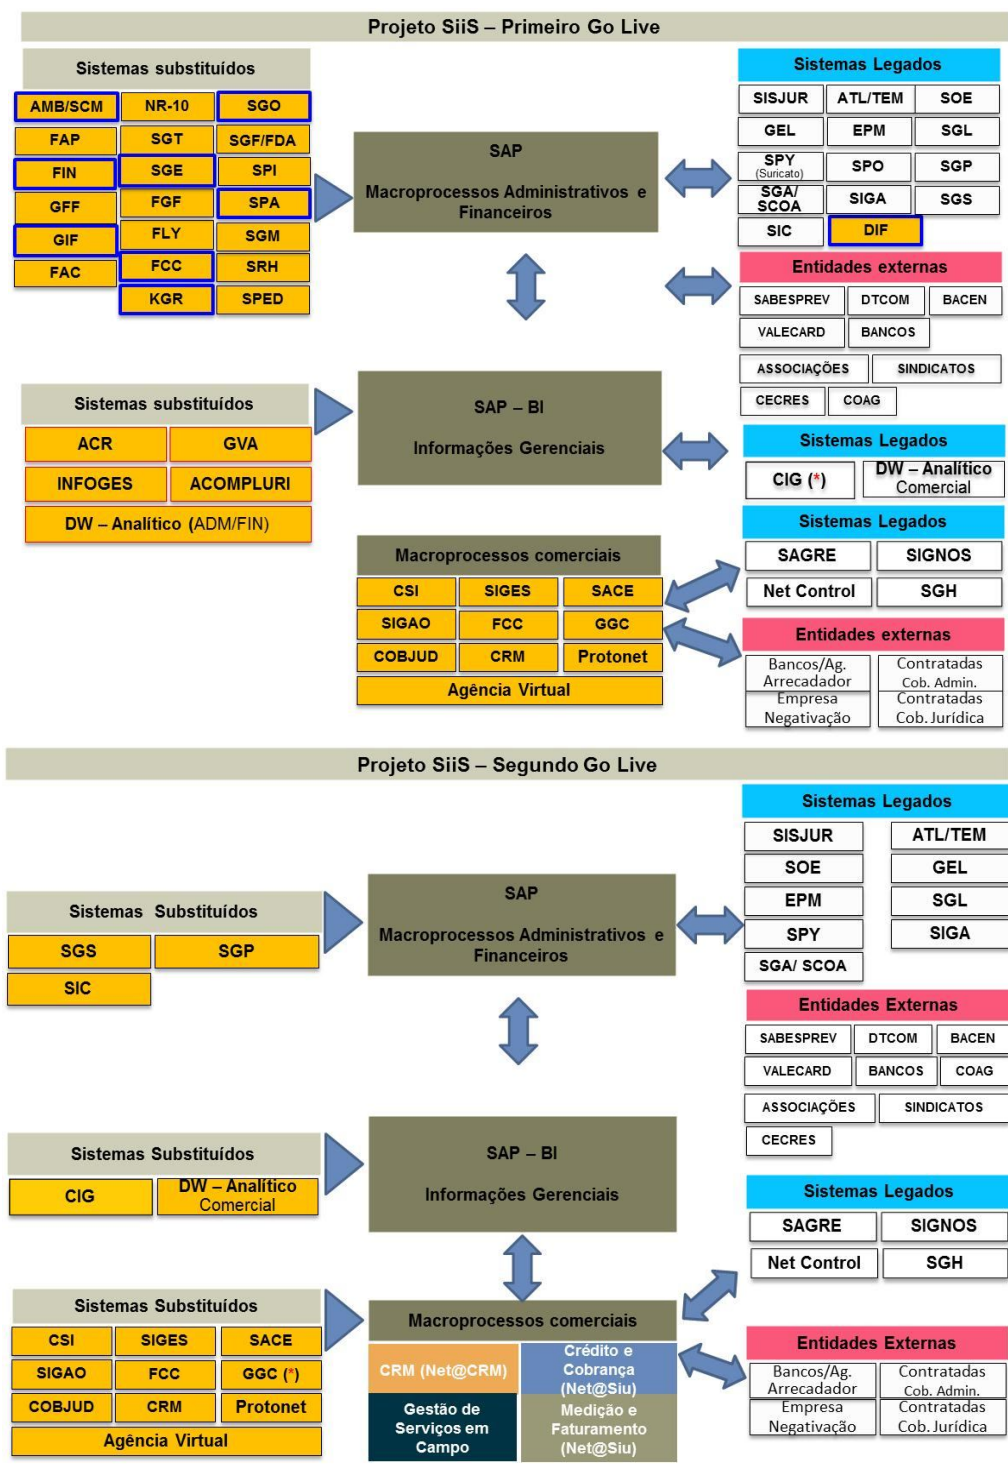 Projeto SiiS – Primeiro Go Live
Sistemas substituídos
AMB/SCM NR-10 SGO
FAP SGT SGF/FDA
FIN SGE SPI
GFF FGF SPA
GIF FLY SGM
FAC FCC SRH
KGR SPED
SAP
Macroprocessos Administrativos e
Financeiros
Sistemas Legados
SISJUR ATL/TEM SOE
GEL EPM SGL
SPY SPO SGP
(Suricato)
SGA/ SIGA SGS
SCOA
SIC DIF
Entidades externas
SABESPREV DTCOM BACEN
VALECARD BANCOS
ASSOCIAÇÕES SINDICATOS
CECRES COAG
Sistemas substituídos
ACR GVA
INFOGES ACOMPLURI
DW – Analítico (ADM/FIN)
SAP – BI
Informações Gerenciais
Sistemas Legados
CIG (*) DW – Analítico
Comercial
Macroprocessos comerciais
CSI SIGES SACE
SIGAO FCC GGC
COBJUD CRM Protonet
Agência Virtual
Sistemas Legados
SAGRE SIGNOS
Net Control SGH
Entidades externas
Bancos/Ag. Contratadas
Arrecadador Cob. Admin.
Empresa Contratadas
Negativação Cob. Jurídica
Projeto SiiS – Segundo Go Live
Sistemas Substituídos
SGS SGP
SIC
SAP
Macroprocessos Administrativos e
Financeiros
Sistemas Legados
SISJUR ATL/TEM
SOE GEL
EPM SGL
SPY SIGA
SGA/ SCOA
Entidades Externas
SABESPREV DTCOM BACEN
VALECARD BANCOS COAG
ASSOCIAÇÕES SINDICATOS
CECRES
Sistemas Substituídos
CIG DW – Analítico
Comercial
SAP – BI
Informações Gerenciais
Sistemas Legados
SAGRE SIGNOS
Net Control SGH
Sistemas Substituídos
CSI SIGES SACE
SIGAO FCC GGC (*)
COBJUD CRM Protonet
Agência Virtual
Macroprocessos comerciais
CRM (Net@CRM)
Crédito e
Cobrança
(Net@Siu)
Gestão de
Serviços em
Campo
Medição e
Faturamento
(Net@Siu)
Entidades Externas
Bancos/Ag. Contratadas
Arrecadador Cob. Admin.
Empresa Contratadas
Negativação Cob. Jurídica